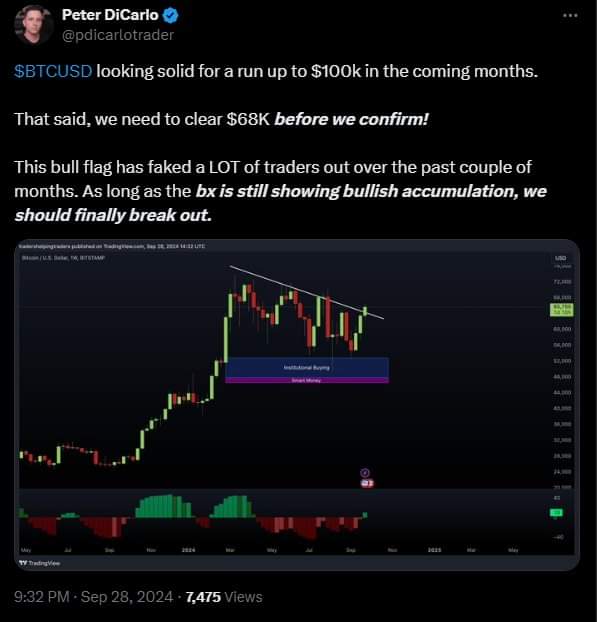 Peter DiCarlo
@pdicarlotrader
$BTCUSD looking solid for a run up to $100k in the coming months.
That said, we need to clear $68K before we confirm!
This bull flag has faked a LOT of traders out over the past couple of
months. As long as the bx is still showing bullish accumulation, we
should finally break out.
tradershelpingtraders published on TradingView.com, Sep 28, 2024 14:32 UTC
Bitcoin / U.S. Dollar, 1W, BITSTAMP
USD
72,000
68,000
60,000
56,000
52,000
48,000
44,000
40,000
36,000
32,000
28,000
24,000
Institutional Buying
Smart Money
40
0
-40
May
Jul
Sep
Nov
2024
Mar
May
Jul
Sep
Nov
2025
Mar
May
TradingView
9:32 PM · Sep 28, 2024 · 7,475 Views